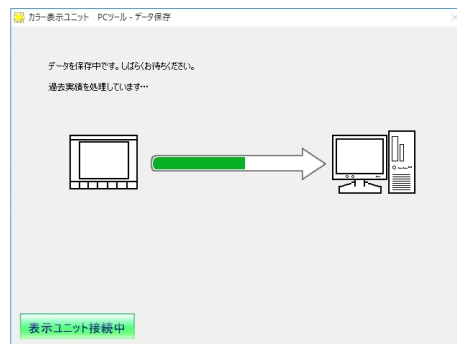 カラー表示ユニット PCツール - データ保存
データを保存中です。しばらくお待ちください。
過去実績を処理しています…
表示ユニット接続中